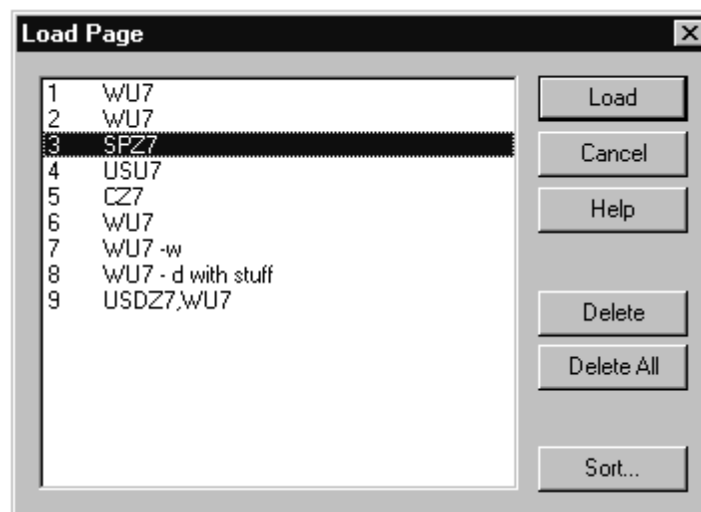 Load Page
1 WU7
2 WU7
3 SPZ7
4 USU7
5 CZ7
6 WU7
7 WU7 -w
8 WU7 - d with stuff
9 USDZ7,WU7
Load
Cancel
Help
Delete
Delete All
Sort...